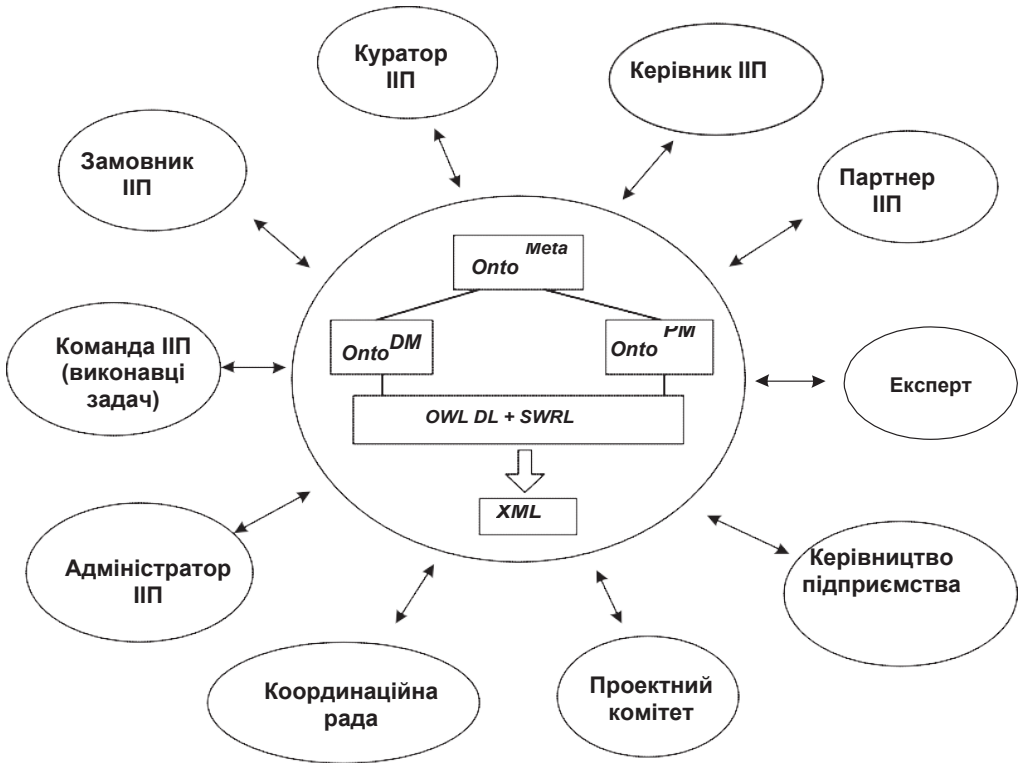 Куратор
ІІП
Керівник ІІП
Замовник
ІІП
Партнер
ІІП
Onto Meta
Onto DM
Onto PM
Команда ІІП
(виконавці
задач)
Експерт
OWL DL + SWRL
XML
Адміністратор
ІІП
Керівництво
підприємства
Координаційна
рада
Проектний
комітет